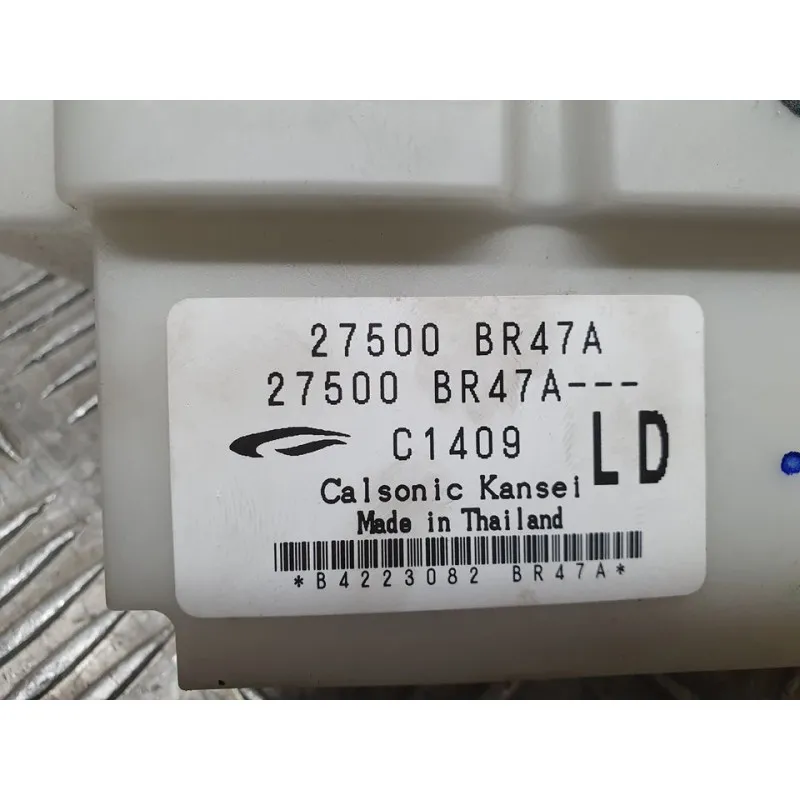 27500 BR47A
27500 BR47A---
C1409 LD
Calsonic Kansei
Made in Thailand
*B4223082 BR47A*